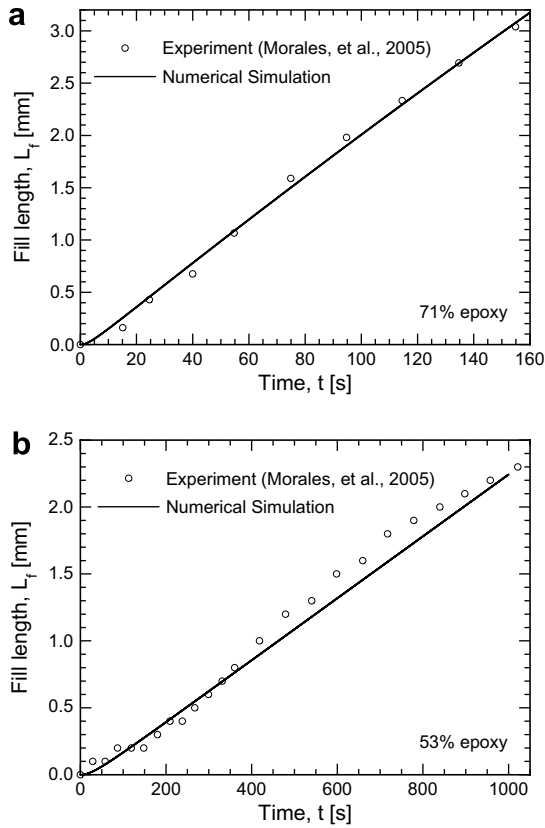 a
Experiment (Morales, et al., 2005)
Numerical Simulation
Fill length, L_f [mm]
3.0
2.5
2.0
1.5
1.0
0.5
0.0
71% epoxy
0 20 40 60 80 100 120 140 160
Time, t [s]
b
2.5
Experiment (Morales, et al., 2005)
Numerical Simulation
Fill length, L_f [mm]
2.0
1.5
1.0
0.5
0.0
53% epoxy
0 200 400 600 800 1000
Time, t [s]